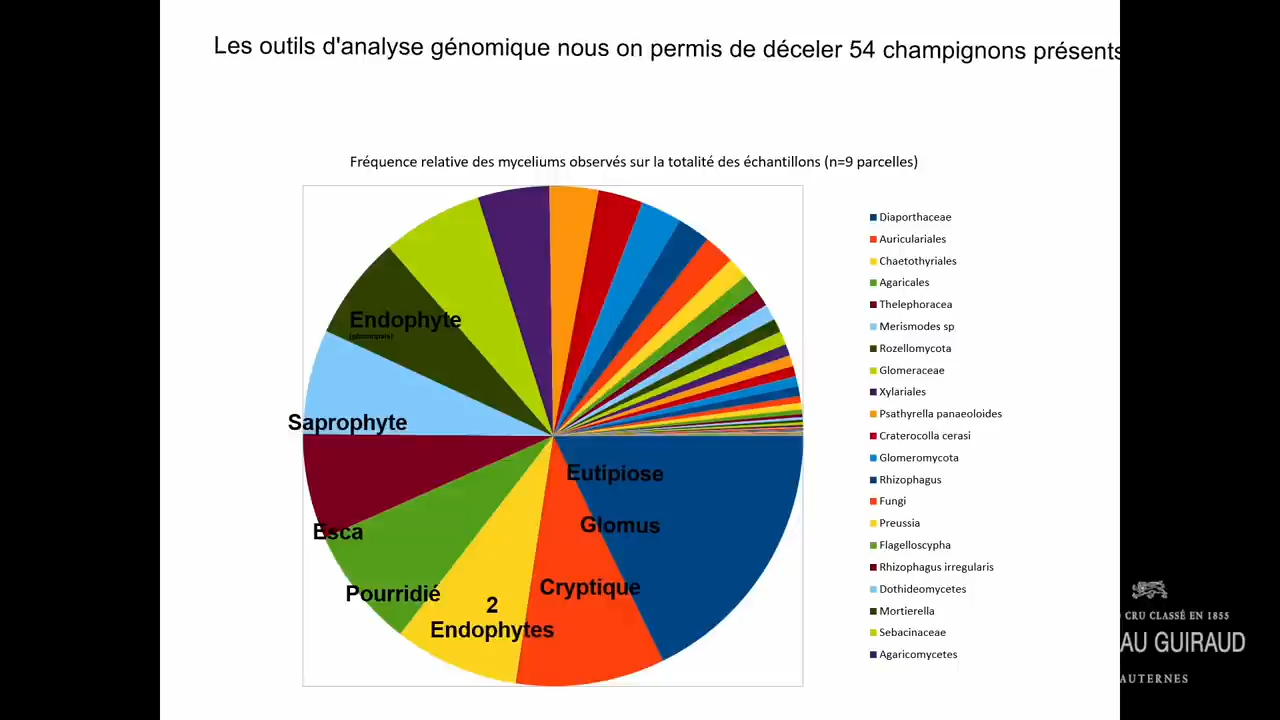 Les outils d'analyse génomique nous on permis de déceler 54 champignons présents
Fréquence relative des myceliums observés sur la totalité des échantillons (n=9 parcelles)
Endophyte
Saprophyte
Esca
Pourridié
2
Endophytes
Eutipiose
Glomus
Cryptique
Diaporthaceae
Auriculariales
Chaetothyriales
Agaricales
Thelephoracea
Merismodes sp
Rozellomycota
Glomeraceae
Xylariales
Psathyrella panaeoloides
Craterocolla cerasi
Glomeromycota
Rhizophagus
Fungi
Preussia
Flagelloscypha
Rhizophagus irregularis
Dothideomycetes
Mortierella
Sebacinaceae
Agaricomycetes
CRU CLASSÉ EN 1855
AU GUIRAUD
AUTERNES